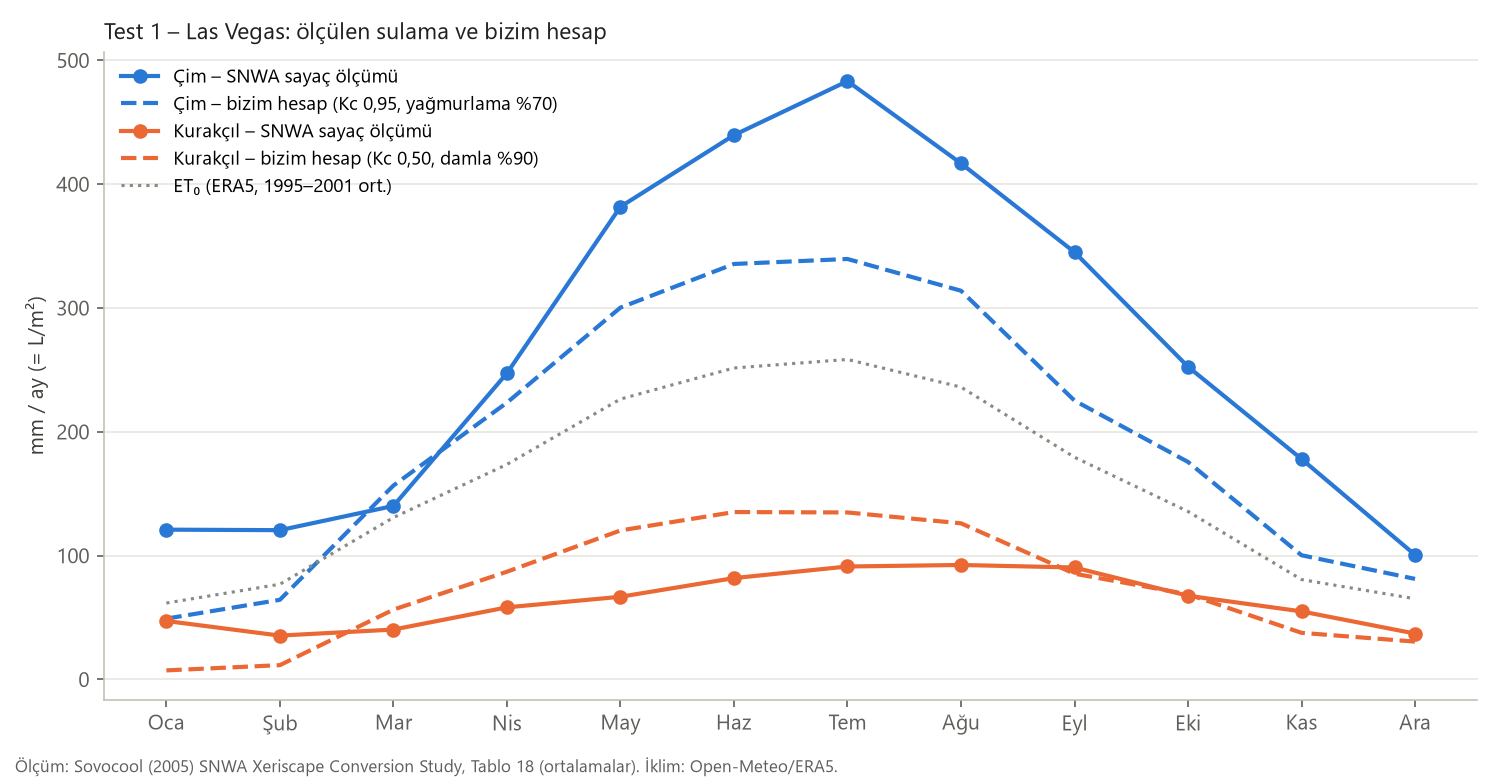 Test 1 – Las Vegas: ölçülen sulama ve bizim hesap
Çim – SNWA sayaç ölçümü
Çim – bizim hesap (Kc 0,95, yağmurlama %70)
Kurakçıl – SNWA sayaç ölçümü
Kurakçıl – bizim hesap (Kc 0,50, damla %90)
ET₀ (ERA5, 1995–2001 ort.)
mm / ay (= L/m²)
500
400
300
200
100
0
Oca Şub Mar Nis May Haz Tem Ağu Eyl Eki Kas Ara
Ölçüm: Sovocool (2005) SNWA Xeriscape Conversion Study, Tablo 18 (ortalamalar). İklim: Open-Meteo/ERA5.